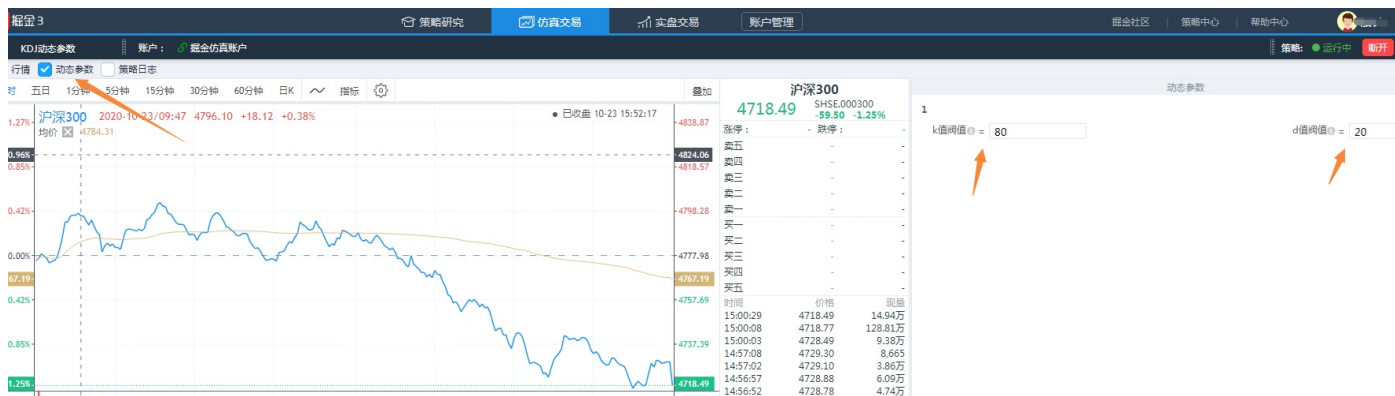 掘金3 策略研究 仿真交易 实盘交易 账户管理 掘金社区 策略中心 帮助中心
KDJ动态参数 账户： 掘金仿真账户 策略: 运行中 断开
行情 动态参数 策略日志
时 五日 1分钟 5分钟 15分钟 30分钟 60分钟 日K 指标 叠加
沪深300 2020-10-23/09:47 4796.10 +18.12 +0.38% 已收盘 10-23 15:52:17
均价 4784.31
1.27%
0.96%
0.85%
0.42%
0.00%
67.19
0.42%
0.85%
1.25%
4838.87
4824.06
4818.57
4798.28
4777.98
4767.19
4757.69
4737.39
4718.49
沪深300
4718.49 SHSE.000300
-59.50 -1.25%
涨停： - 跌停： -
卖五 - -
卖四 - -
卖三 - -
卖二 - -
卖一 - -
买一 - -
买二 - -
买三 - -
买四 - -
买五 - -
时间 价格 现量
15:00:29 4718.49 14.94万
15:00:08 4718.77 128.81万
15:00:03 4728.49 9.38万
14:57:08 4729.30 8,665
14:57:02 4729.10 3.86万
14:56:57 4728.88 6.09万
14:56:52 4728.78 4.74万
动态参数
1
k值阀值 = 80 d值阀值 = 20